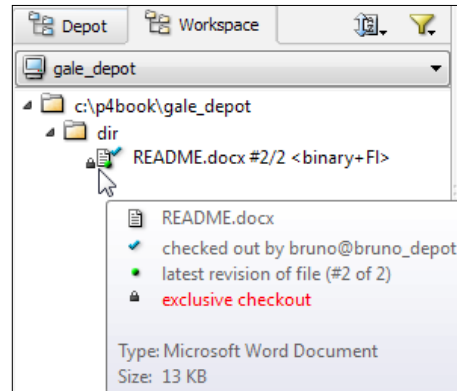 Depot Workspace
gale_depot
c:\p4book\gale_depot
dir
README.docx #2/2 <binary+Fl>
README.docx
checked out by bruno@bruno_depot
latest revision of file (#2 of 2)
exclusive checkout
Type: Microsoft Word Document
Size: 13 KB